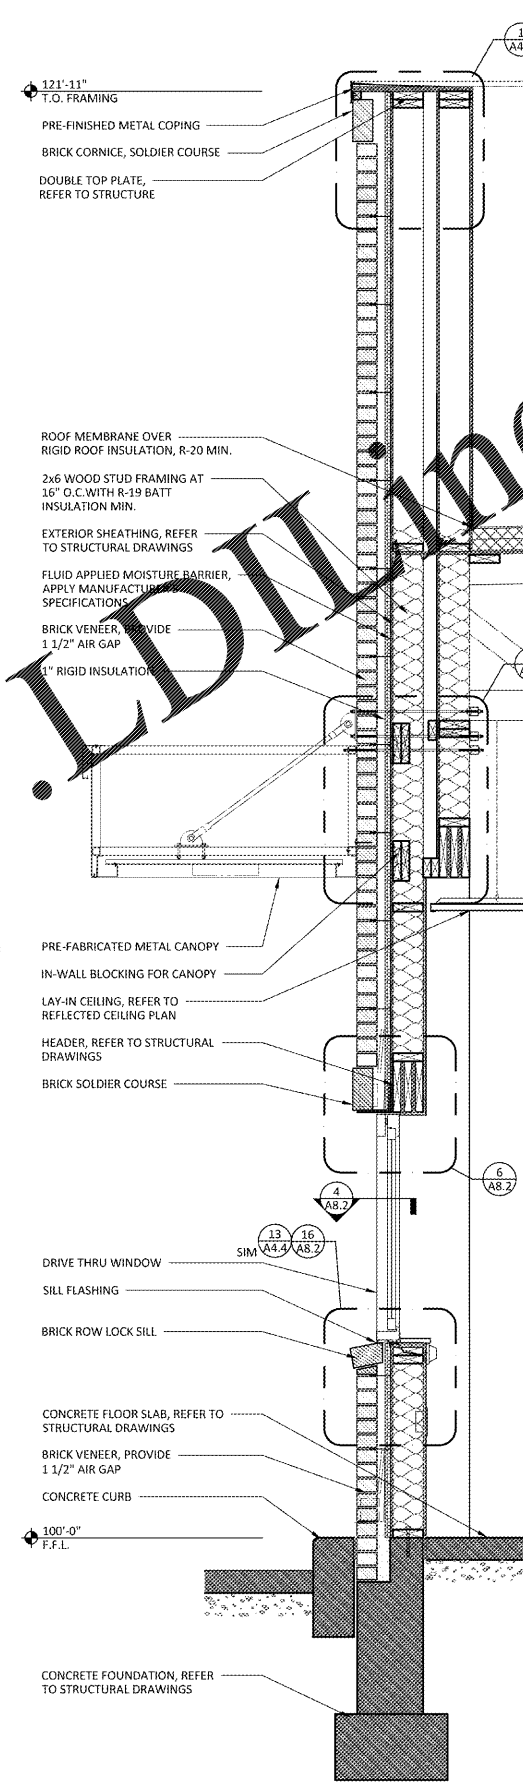 1
A4
121'-11"
T.O. FRAMING
PRE-FINISHED METAL COPING
BRICK CORNICE, SOLDIER COURSE
DOUBLE TOP PLATE,
REFER TO STRUCTURE
ROOF MEMBRANE OVER
RIGID ROOF INSULATION, R-20 MIN.
2x6 WOOD STUD FRAMING AT
16" O.C.WITH R-19 BATT
INSULATION MIN.
EXTERIOR SHEATHING, REFER
TO STRUCTURAL DRAWINGS
FLUID APPLIED MOISTURE BARRIER,
APPLY MANUFACTURER'S
SPECIFICATIONS
BRICK VENEER, PROVIDE
1 1/2" AIR GAP
1" RIGID INSULATION
.LDILine
PRE-FABRICATED METAL CANOPY
IN-WALL BLOCKING FOR CANOPY
LAY-IN CEILING, REFER TO
REFLECTED CEILING PLAN
HEADER, REFER TO STRUCTURAL
DRAWINGS
BRICK SOLDIER COURSE
6
A8.2
4
A8.2
13
A4.4
16
A8.2
SIM
DRIVE THRU WINDOW
SILL FLASHING
BRICK ROW LOCK SILL
CONCRETE FLOOR SLAB, REFER TO
STRUCTURAL DRAWINGS
BRICK VENEER, PROVIDE
1 1/2" AIR GAP
CONCRETE CURB
100'-0"
F.F.L.
CONCRETE FOUNDATION, REFER
TO STRUCTURAL DRAWINGS